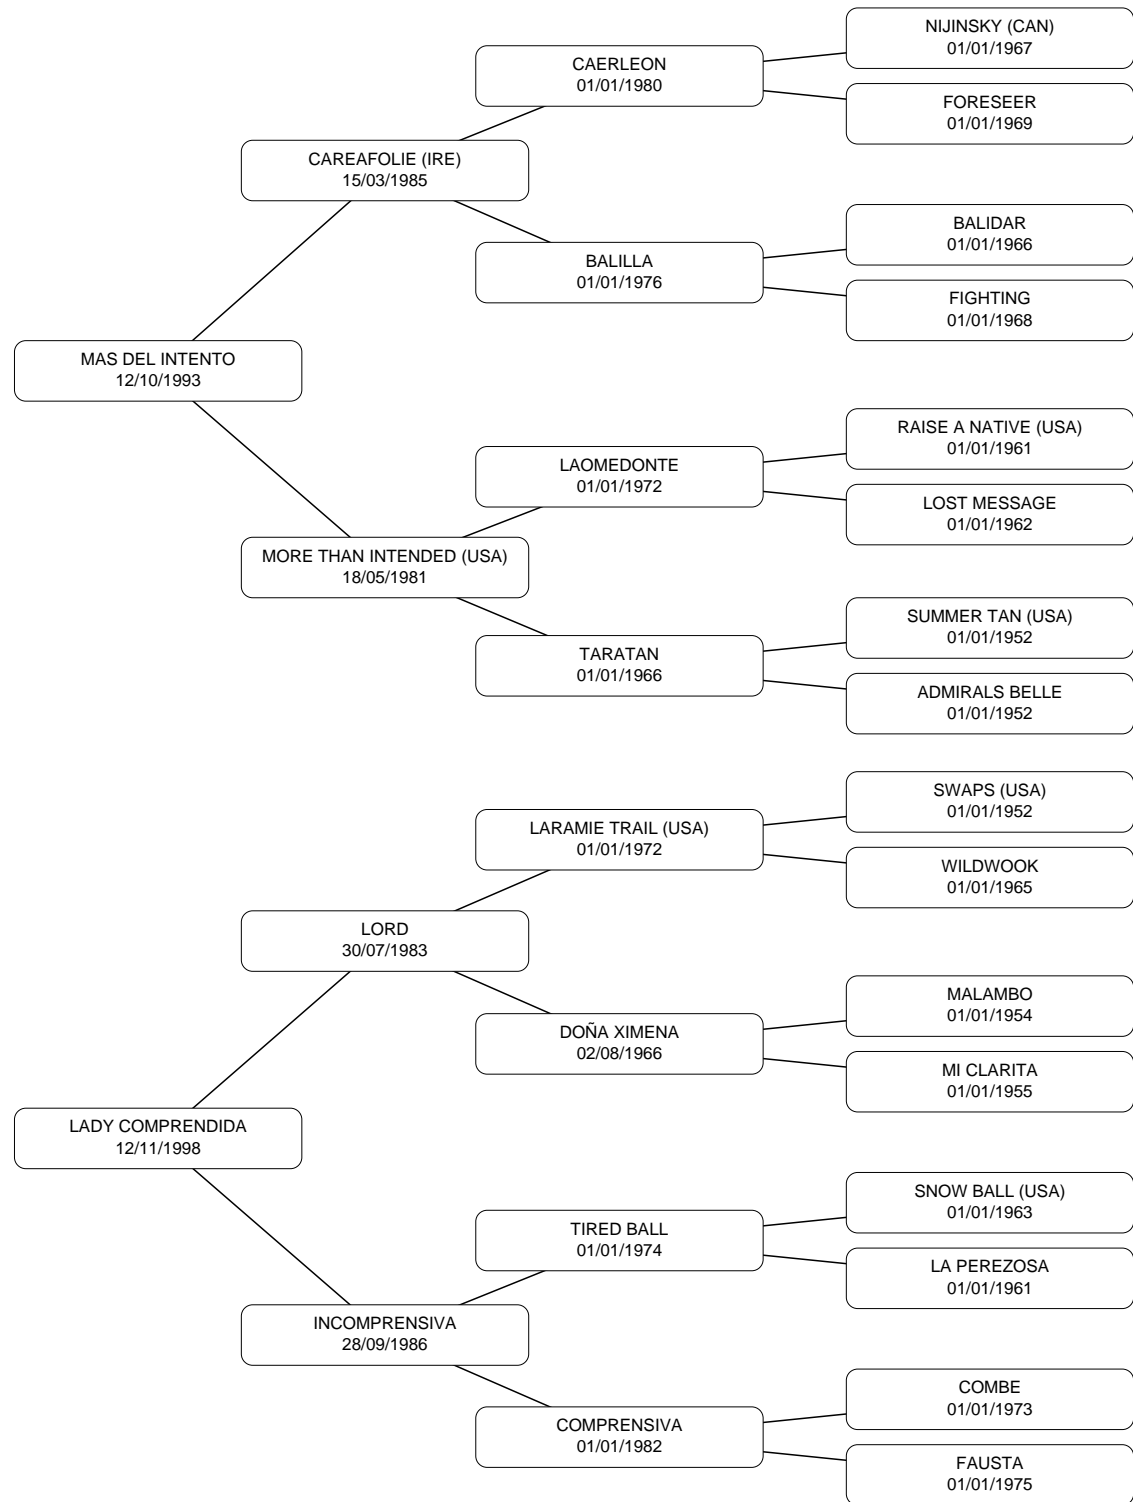 NIJINSKY (CAN)
01/01/1967
CAERLEON
01/01/1980
FORESEER
01/01/1969
CAREAFOLIE (IRE)
15/03/1985
BALIDAR
01/01/1966
BALILLA
01/01/1976
FIGHTING
01/01/1968
MAS DEL INTENTO
12/10/1993
RAISE A NATIVE (USA)
01/01/1961
LAOMEDONTE
01/01/1972
LOST MESSAGE
01/01/1962
MORE THAN INTENDED (USA)
18/05/1981
SUMMER TAN (USA)
01/01/1952
TARATAN
01/01/1966
ADMIRALS BELLE
01/01/1952
SWAPS (USA)
01/01/1952
LARAMIE TRAIL (USA)
01/01/1972
WILDWOOK
01/01/1965
LORD
30/07/1983
MALAMBO
01/01/1954
DOÑA XIMENA
02/08/1966
MI CLARITA
01/01/1955
LADY COMPRENDIDA
12/11/1998
SNOW BALL (USA)
01/01/1963
TIRED BALL
01/01/1974
LA PEREZOSA
01/01/1961
INCOMPRENSIVA
28/09/1986
COMBE
01/01/1973
COMPRENSIVA
01/01/1982
FAUSTA
01/01/1975